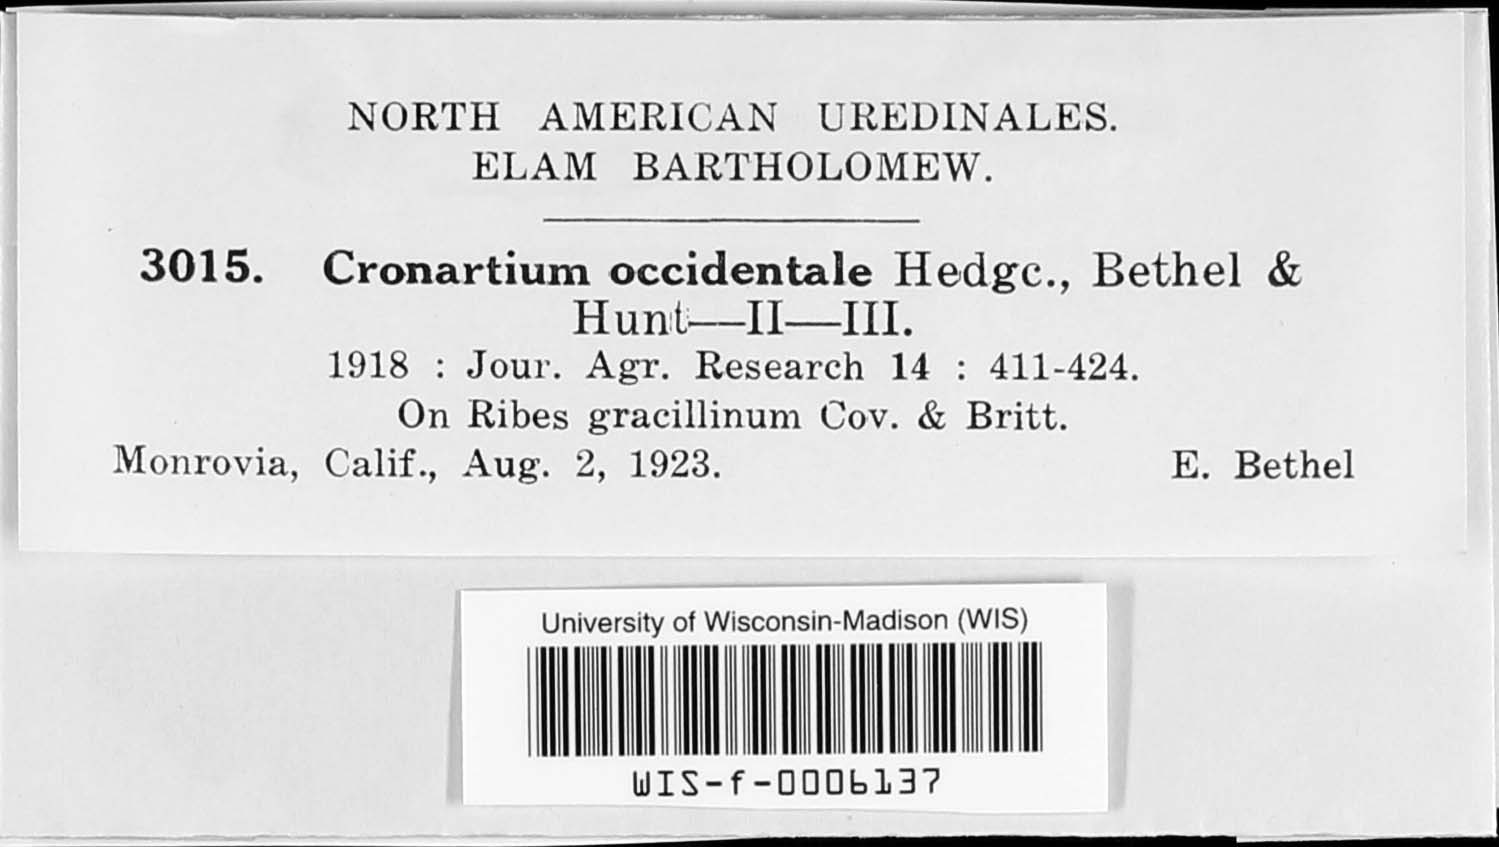 NORTH AMERICAN UREDINALES.
ELAM BARTHOLOMEW.
3015. Cronartium occidentale Hedgc., Bethel &
Hunt—II—III.
1918 : Jour. Agr. Research 14 : 411-424.
On Ribes gracillinum Cov. & Britt.
Monrovia, Calif., Aug. 2, 1923. E. Bethel
University of Wisconsin-Madison (WIS)
WIS-f-0006137